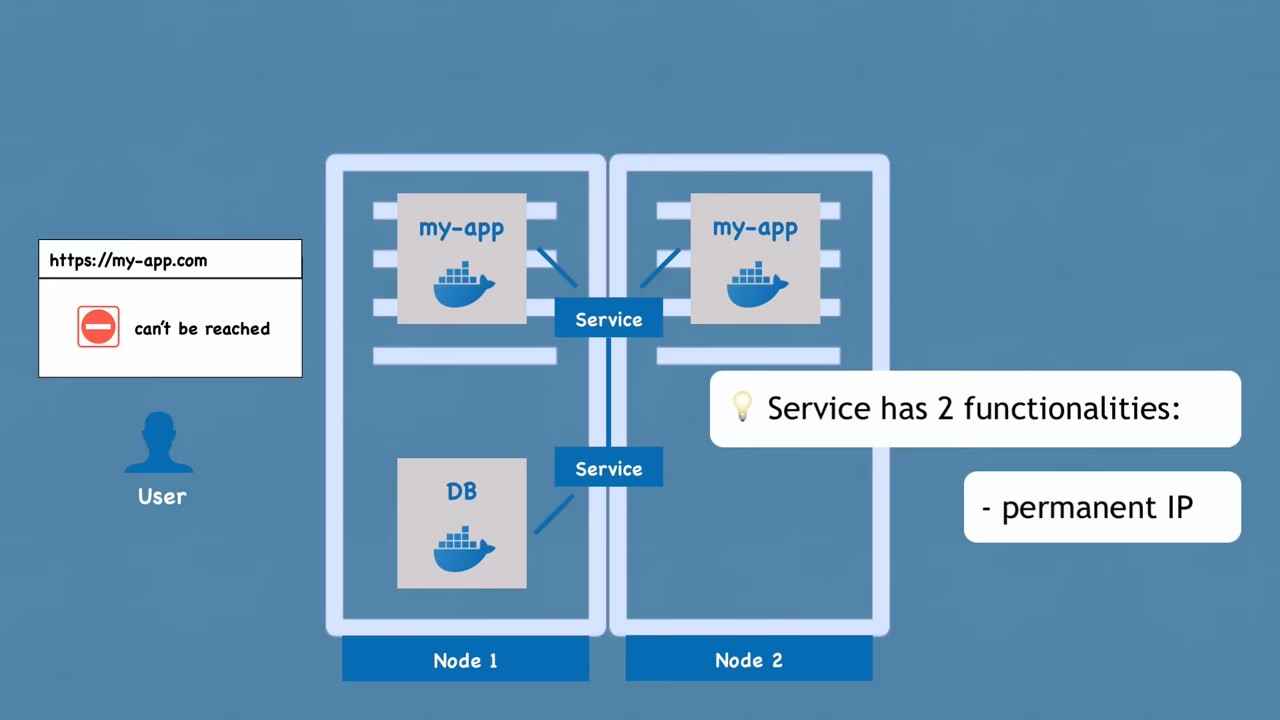 my-app
my-app
https://my-app.com
can't be reached
Service
Service has 2 functionalities:
Service
DB
User
- permanent IP
Node 1
Node 2